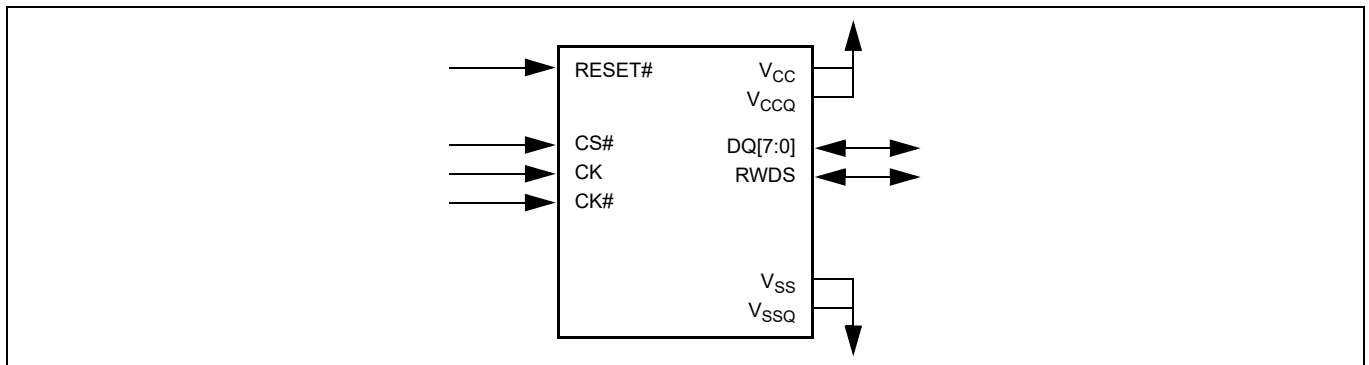 RESET#
CS#
CK
CK#
VCC
VCCQ
DQ[7:0]
RWDS
VSS
VSSQ